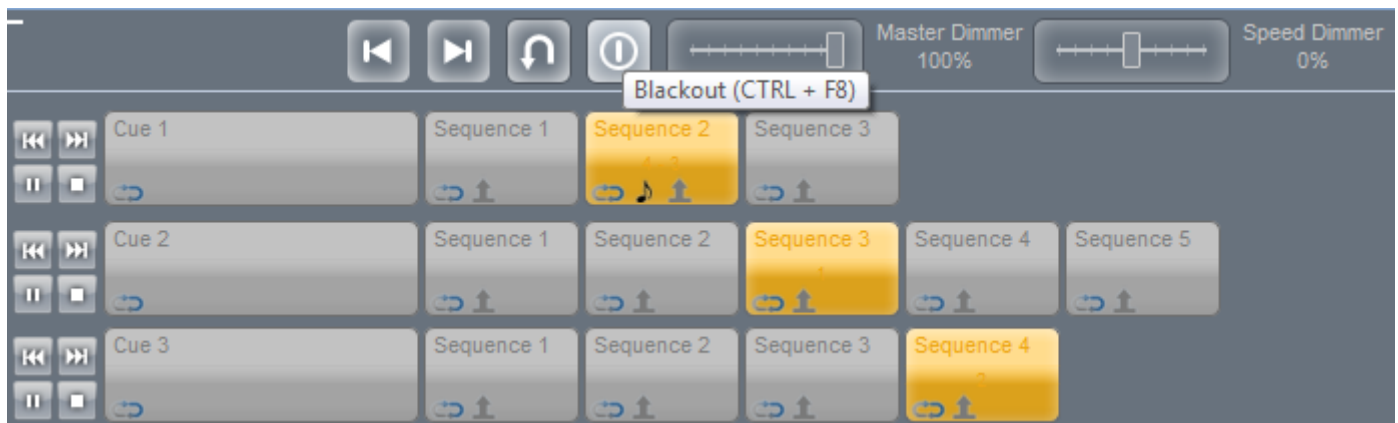 Master Dimmer
100%
Speed Dimmer
0%
Blackout (CTRL + F8)
Cue 1
Sequence 1
Sequence 2
Sequence 3
Cue 2
Sequence 1
Sequence 2
Sequence 3
Sequence 4
Sequence 5
Cue 3
Sequence 1
Sequence 2
Sequence 3
Sequence 4